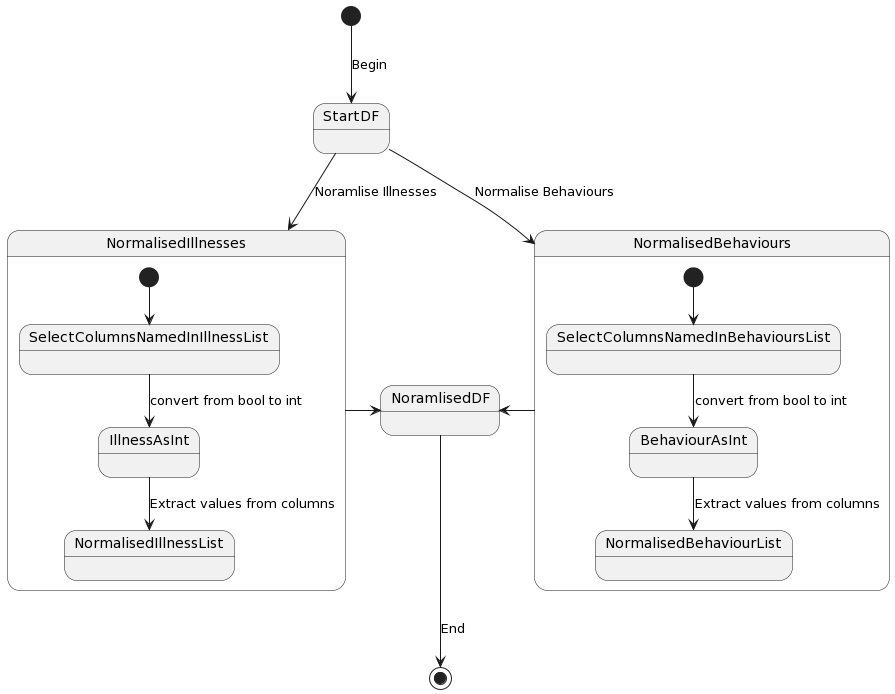 Begin
StartDF
Noramlise Illnesses
Normalise Behaviours
NormalisedIllnesses
SelectColumnsNamedInIllnessList
convert from bool to int
IllnessAsInt
Extract values from columns
NormalisedIllnessList
NoramlisedDF
NormalisedBehaviours
SelectColumnsNamedInBehavioursList
convert from bool to int
BehaviourAsInt
Extract values from columns
NormalisedBehaviourList
End